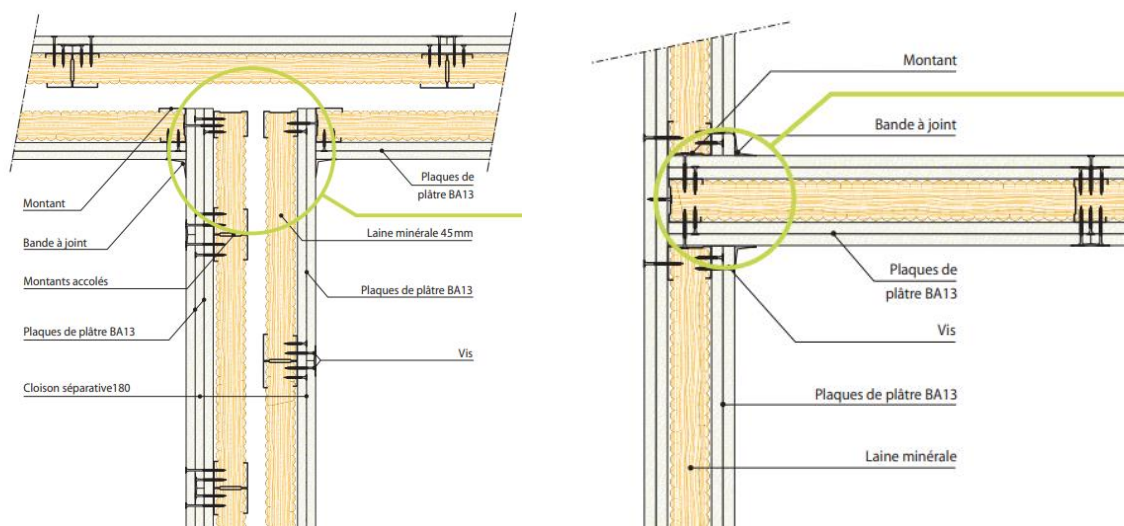 Montant
Bande à joint
Montants accolés
Plaques de plâtre BA13
Cloison séparative180
Plaques de
plâtre BA13
Laine minérale 45mm
Plaques de plâtre BA13
Vis
Montant
Bande à joint
Plaques de
plâtre BA13
Vis
Plaques de plâtre BA13
Laine minérale